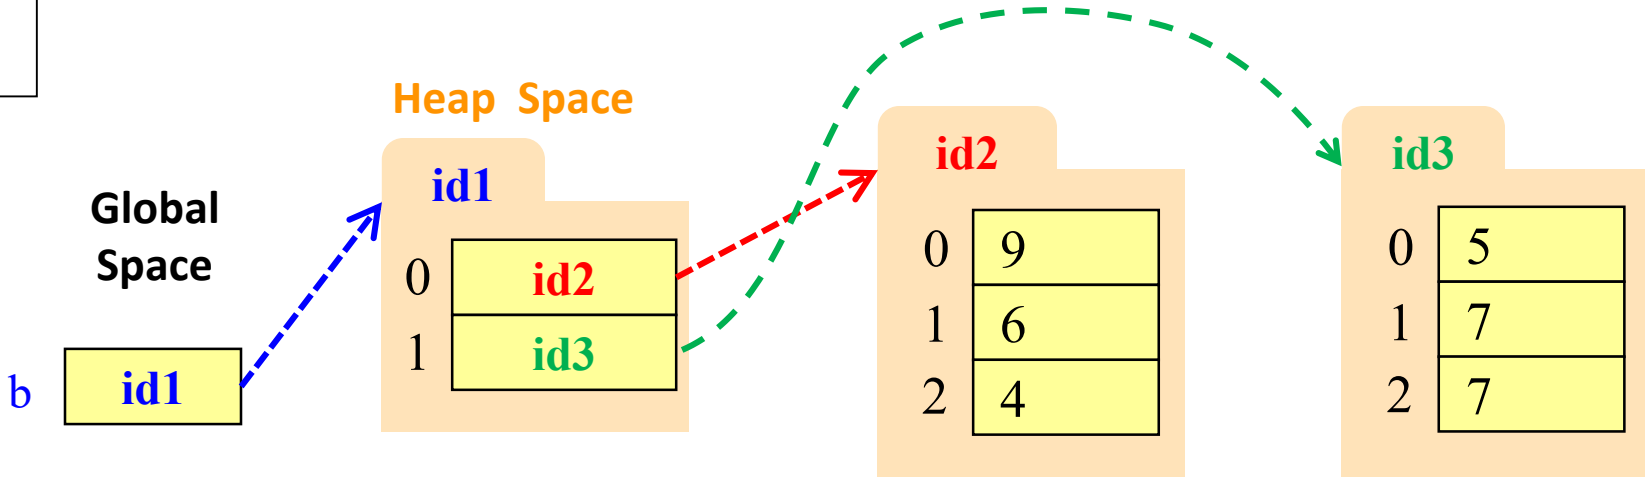 Heap Space
Global
Space
b
id1
id1
0 id2
1 id3
id2
0 9
1 6
2 4
id3
0 5
1 7
2 7